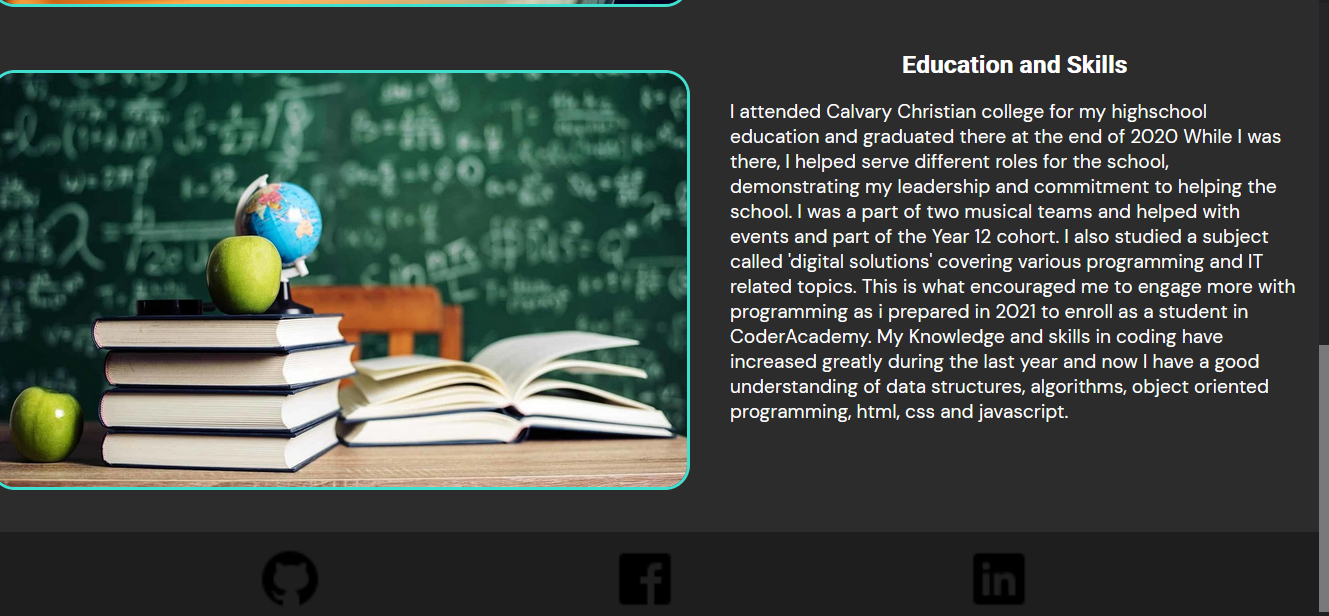 Education and Skills
I attended Calvary Christian college for my highschool
education and graduated there at the end of 2020 While I was
there, I helped serve different roles for the school,
demonstrating my leadership and commitment to helping the
school. I was a part of two musical teams and helped with
events and part of the Year 12 cohort. I also studied a subject
called 'digital solutions' covering various programming and IT
related topics. This is what encouraged me to engage more with
programming as i prepared in 2021 to enroll as a student in
CoderAcademy. My Knowledge and skills in coding have
increased greatly during the last year and now I have a good
understanding of data structures, algorithms, object oriented
programming, html, css and javascript.
in